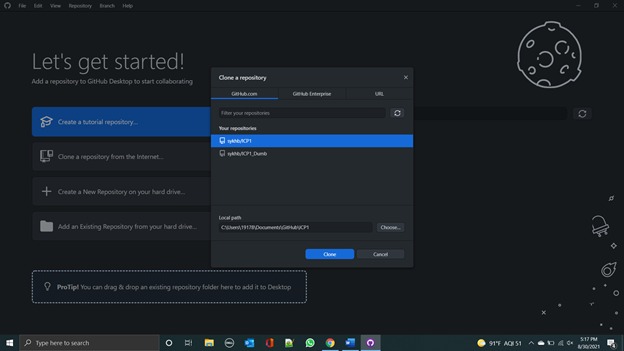 File Edit View Repository Branch Help
Let's get started!
Add a repository to GitHub Desktop to start collaborating
Create a tutorial repository...
Clone a repository from the Internet...
Create a New Repository on your hard drive...
Add an Existing Repository from your hard drive...
ProTip! You can drag & drop an existing repository folder here to add it to Desktop
Clone a repository
GitHub.com GitHub Enterprise URL
Filter your repositories
Your repositories
sykhb/ICP1
sykhb/ICP1_Dumb
Local path
C:\Users\19178\Documents\GitHub\ICP1 Choose...
Clone Cancel
Type here to search
91°F AQI 51
5:17 PM
8/30/2021